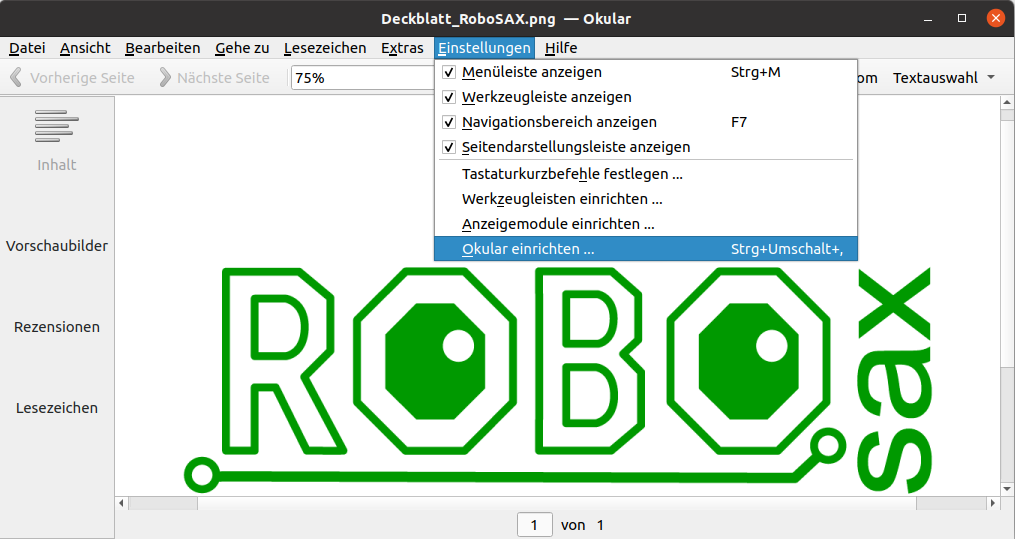 Deckblatt_RoboSAX.png — Okular
Datei Ansicht Bearbeiten Gehe zu Lesezeichen Extras Einstellungen Hilfe
Vorherige Seite Nächste Seite 75% Textauswahl
Menüleiste anzeigen Strg+M
Werkzeugleiste anzeigen
Navigationsbereich anzeigen F7
Seitendarstellungsleiste anzeigen
Tastaturkurzbefehle festlegen ...
Werkzeugleisten einrichten ...
Anzeigemodule einrichten ...
Okular einrichten ... Strg+Umschalt+,
Inhalt
Vorschaubilder
Rezensionen
Lesezeichen
ROBO
sax
1 von 1